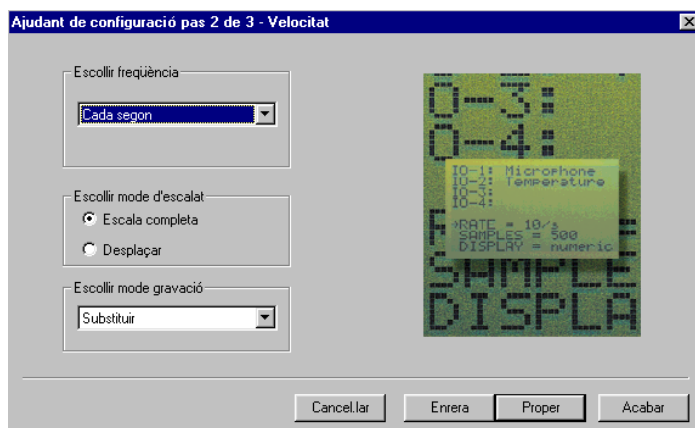 Ajudant de configuració pas 2 de 3 - Velocitat
Escollir freqüència
Cada segon
Escollir mode d'escalat
Escala completa
Desplaçar
Escollir mode gravació
Substituir
O-3:
O-4:
IO-1: Microphone
IO-2: Temperature
IO-3:
IO-4:
→RATE = 10/s
SAMPLES = 500
DISPLAY = numeric
SAMPLE
DISPLA
Cancel.lar
Enrera
Proper
Acabar